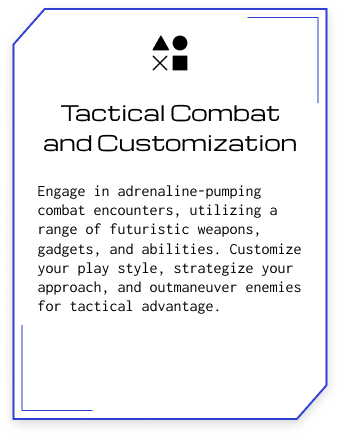 Tactical Combat
and Customization
Engage in adrenaline-pumping
combat encounters, utilizing a
range of futuristic weapons,
gadgets, and abilities. Customize
your play style, strategize your
approach, and outmaneuver enemies
for tactical advantage.